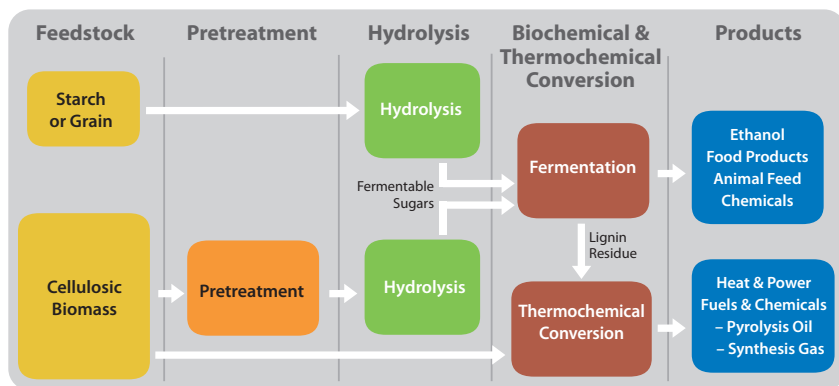 Feedstock
Pretreatment
Hydrolysis
Biochemical &
Thermochemical
Conversion
Products
Starch
or Grain
Hydrolysis
Fermentable
Sugars
Fermentation
Ethanol
Food Products
Animal Feed
Chemicals
Lignin
Residue
Cellulosic
Biomass
Pretreatment
Hydrolysis
Thermochemical
Conversion
Heat & Power
Fuels & Chemicals
– Pyrolysis Oil
– Synthesis Gas